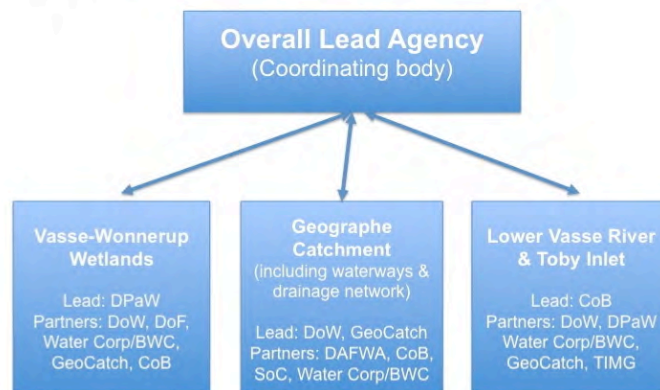 Overall Lead Agency
(Coordinating body)
Vasse-Wonnerup
Wetlands
Lead: DPaW
Partners: DoW, DoF,
Water Corp/BWC,
GeoCatch, CoB
Geographe
Catchment
(including waterways &
drainage network)
Lead: DoW, GeoCatch
Partners: DAFWA, CoB,
SoC, Water Corp/BWC
Lower Vasse River
& Toby Inlet
Lead: CoB
Partners: DoW, DPaW
Water Corp/BWC,
GeoCatch, TIMG